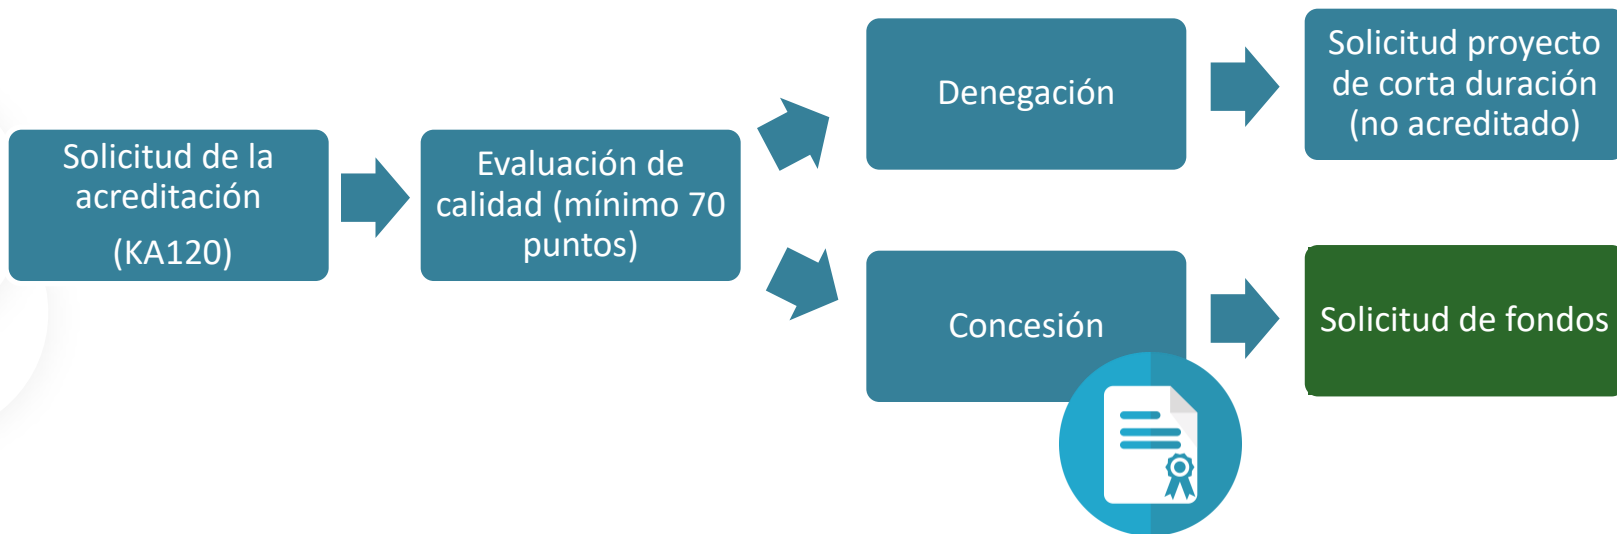 Solicitud de la
acreditación
(KA120)
Evaluación de
calidad (mínimo 70
puntos)
Denegación
Solicitud proyecto
de corta duración
(no acreditado)
Concesión
Solicitud de fondos